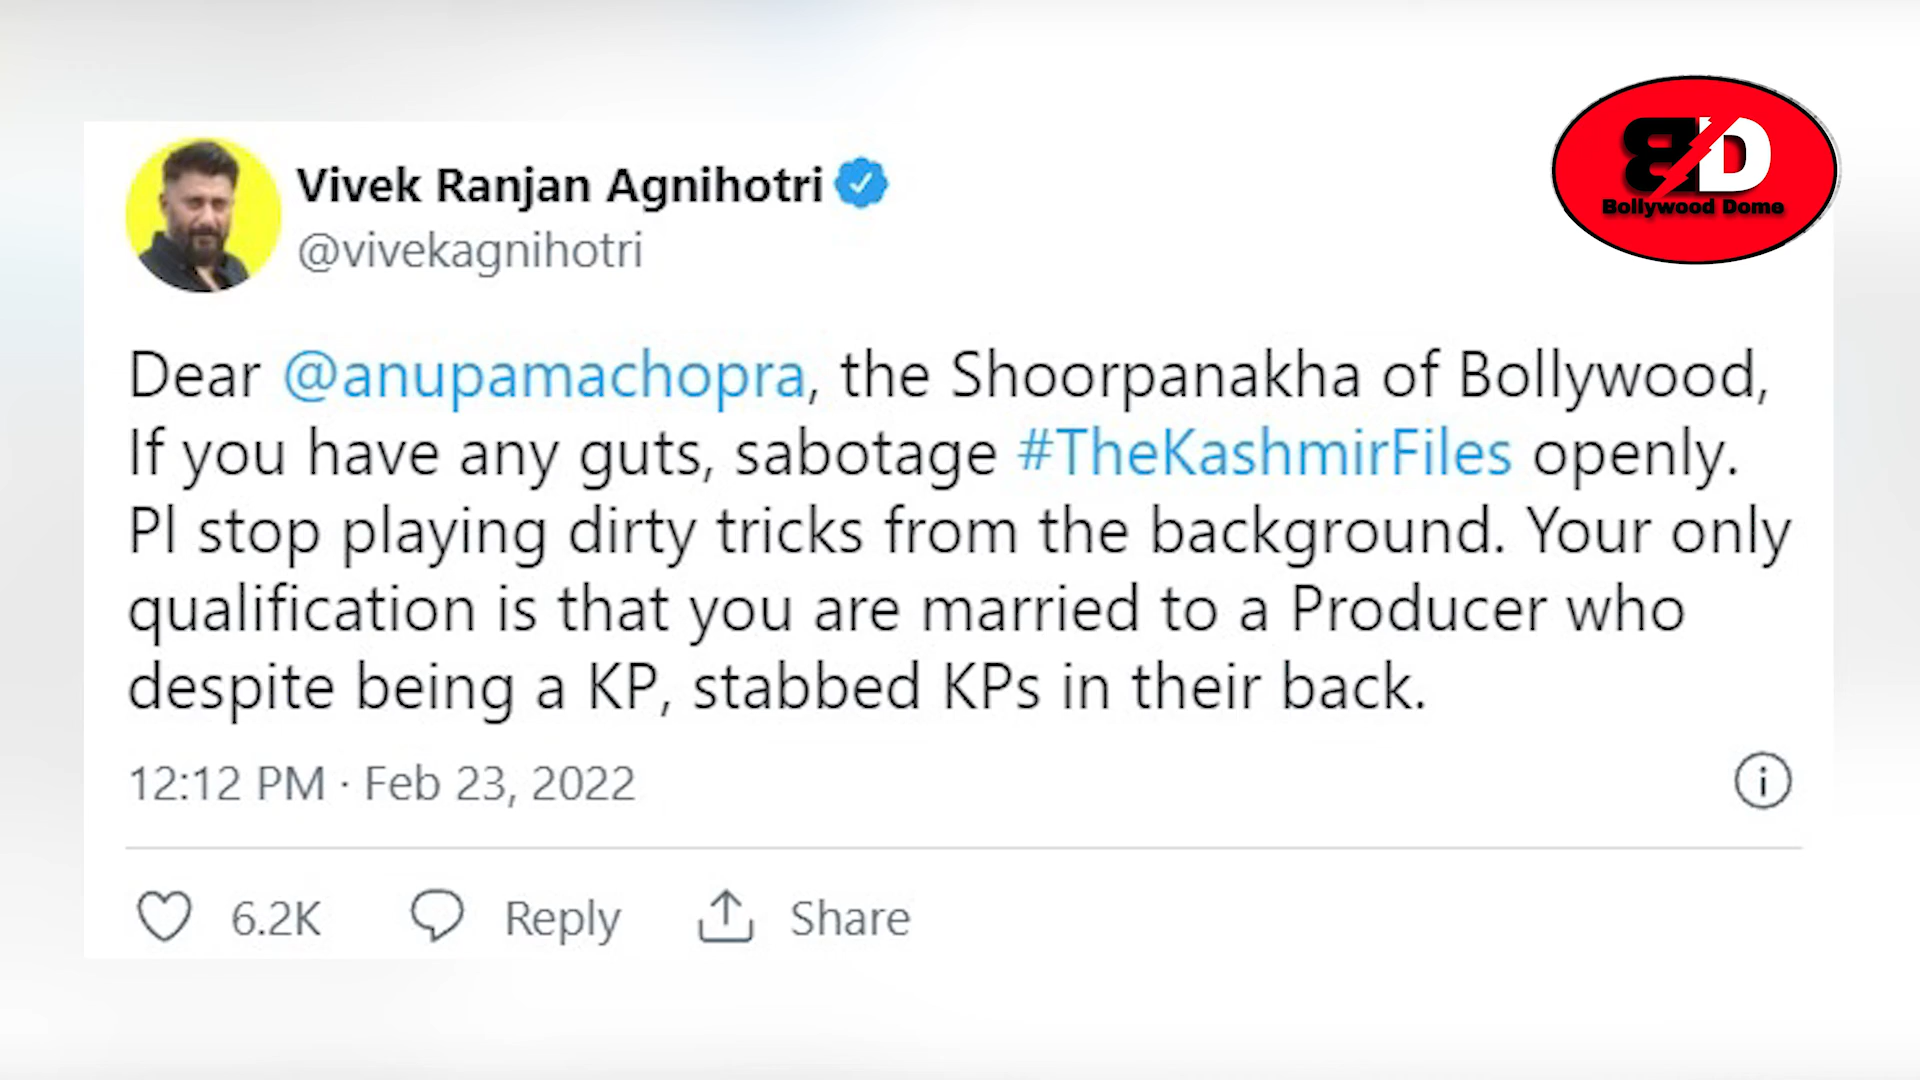 BD
Bollywood Dome
Vivek Ranjan Agnihotri
@vivekagnihotri
Dear @anupamachopra, the Shoorpanakha of Bollywood,
If you have any guts, sabotage #TheKashmirFiles openly.
Pl stop playing dirty tricks from the background. Your only
qualification is that you are married to a Producer who
despite being a KP, stabbed KPs in their back.
12:12 PM · Feb 23, 2022
6.2K Reply Share